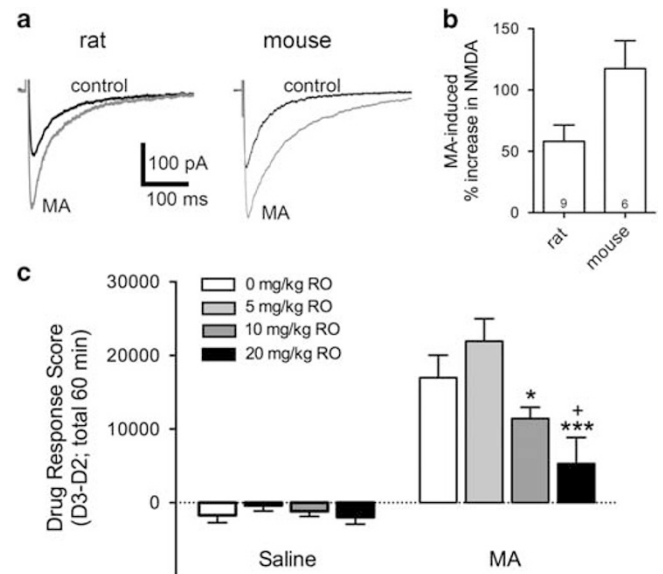 a
rat
mouse
control
control
MA
MA
100 pA
100 ms
b
MA-induced
% increase in NMDA
150
100
50
0
9
6
rat
mouse
c
Drug Response Score
(D3-D2; total 60 min)
30000
20000
10000
0
0 mg/kg RO
5 mg/kg RO
10 mg/kg RO
20 mg/kg RO
*
+
***
Saline
MA